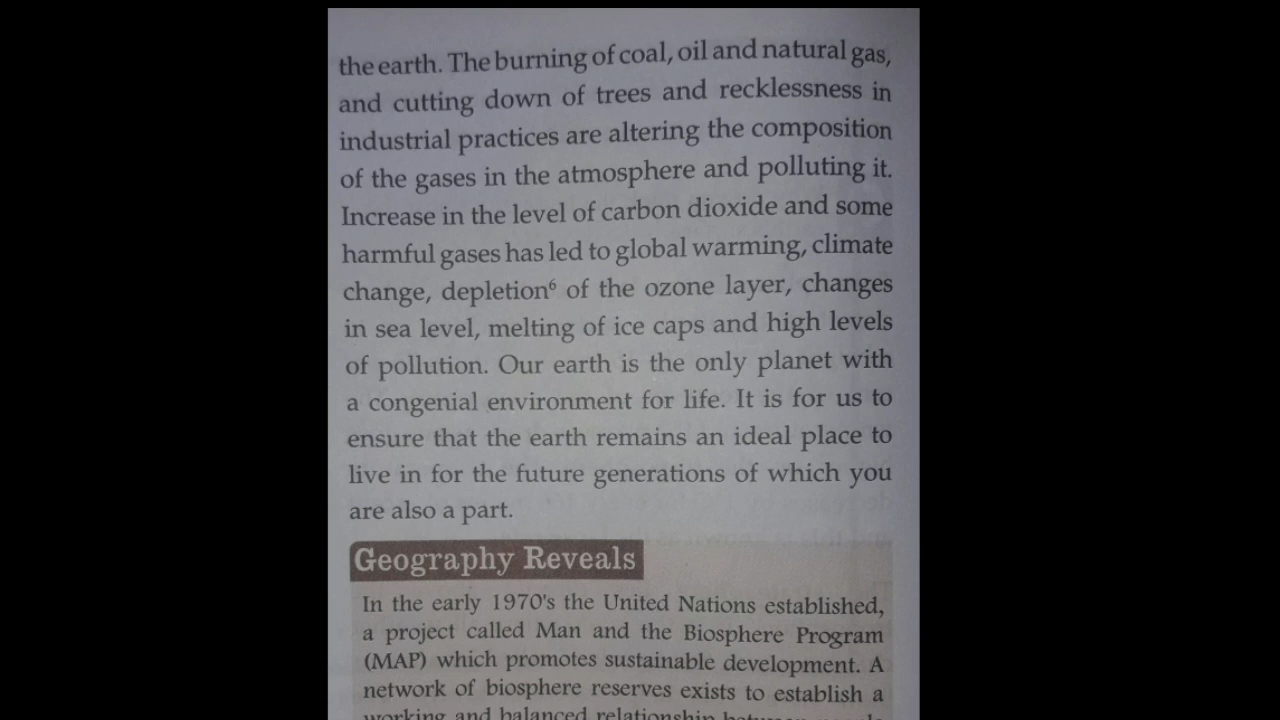 the earth. The burning of coal, oil and natural gas,
and cutting down of trees and recklessness in
industrial practices are altering the composition
of the gases in the atmosphere and polluting it.
Increase in the level of carbon dioxide and some
harmful gases has led to global warming, climate
change, depletion⁶ of the ozone layer, changes
in sea level, melting of ice caps and high levels
of pollution. Our earth is the only planet with
a congenial environment for life. It is for us to
ensure that the earth remains an ideal place to
live in for the future generations of which you
are also a part.
Geography Reveals
In the early 1970's the United Nations established,
a project called Man and the Biosphere Program
(MAP) which promotes sustainable development. A
network of biosphere reserves exists to establish a
working and balanced relationship between